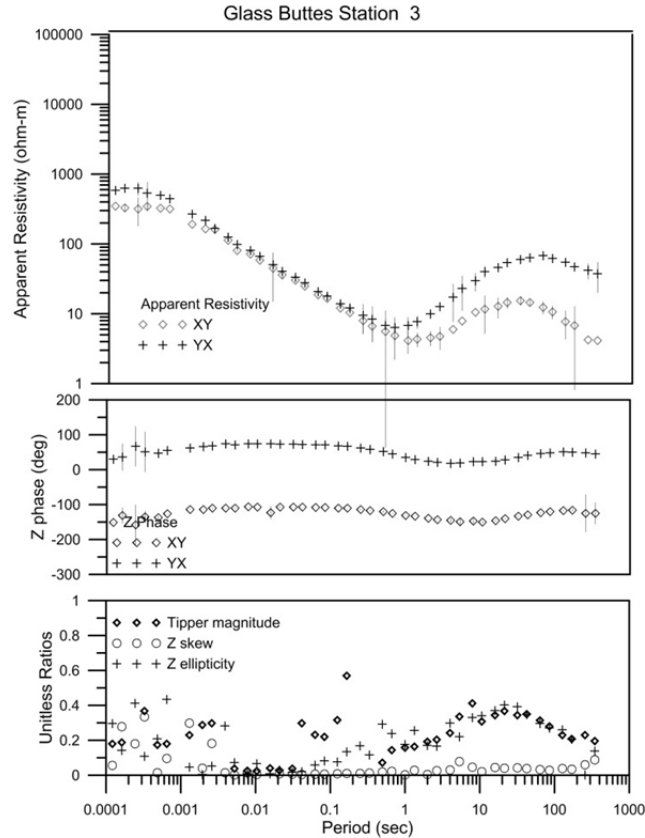 Glass Buttes Station 3
Apparent Resistivity (ohm-m)
100000
10000
1000
100
10
1
Apparent Resistivity
XY
YX
Z phase (deg)
200
100
0
-100
-200
-300
Z Phase
XY
YX
Unitless Ratios
1
0.8
0.6
0.4
0.2
0
Tipper magnitude
Z skew
Z ellipticity
0.0001 0.001 0.01 0.1 1 10 100 1000
Period (sec)